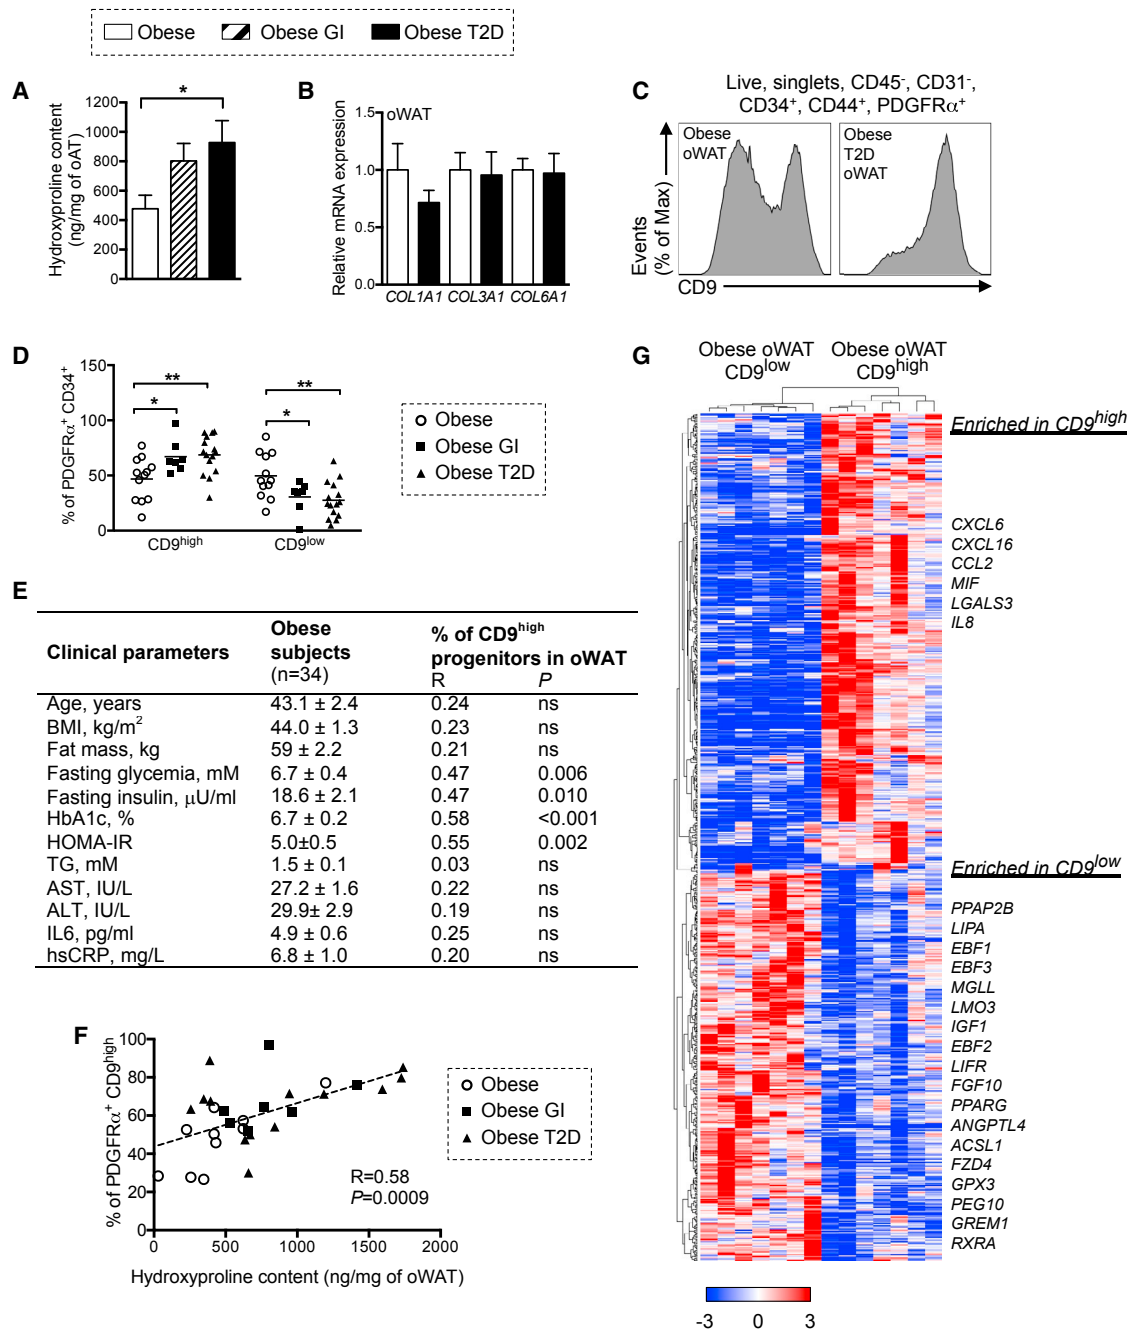 Obese Obese GI Obese T2D
A
Hydroxyproline content
(ng/mg of oAT)
1200
1000
800
600
400
200
0
*
B
Relative mRNA expression
oWAT
1.5
1.0
0.5
0.0
COL1A1 COL3A1 COL6A1
C
Live, singlets, CD45-, CD31-,
CD34+, CD44+, PDGFRα+
Events
(% of Max)
Obese
oWAT
Obese
T2D
oWAT
CD9
D
% of PDGFRα+ CD34+
150
100
50
0
**
*
**
*
CD9high CD9low
Obese
Obese GI
Obese T2D
E
Clinical parameters
Obese
subjects
(n=34)
% of CD9high
progenitors in oWAT
R P
Age, years 43.1 ± 2.4 0.24 ns
BMI, kg/m2 44.0 ± 1.3 0.23 ns
Fat mass, kg 59 ± 2.2 0.21 ns
Fasting glycemia, mM 6.7 ± 0.4 0.47 0.006
Fasting insulin, μU/ml 18.6 ± 2.1 0.47 0.010
HbA1c, % 6.7 ± 0.2 0.58 <0.001
HOMA-IR 5.0±0.5 0.55 0.002
TG, mM 1.5 ± 0.1 0.03 ns
AST, IU/L 27.2 ± 1.6 0.22 ns
ALT, IU/L 29.9± 2.9 0.19 ns
IL6, pg/ml 4.9 ± 0.6 0.25 ns
hsCRP, mg/L 6.8 ± 1.0 0.20 ns
F
% of PDGFRα+ CD9high
100
80
60
40
20
0
0 500 1000 1500 2000
Hydroxyproline content (ng/mg of oWAT)
R=0.58
P=0.0009
Obese
Obese GI
Obese T2D
G
Obese oWAT
CD9low
Obese oWAT
CD9high
Enriched in CD9high
CXCL6
CXCL16
CCL2
MIF
LGALS3
IL8
Enriched in CD9low
PPAP2B
LIPA
EBF1
EBF3
MGLL
LMO3
IGF1
EBF2
LIFR
FGF10
PPARG
ANGPTL4
ACSL1
FZD4
GPX3
PEG10
GREM1
RXRA
-3 0 3